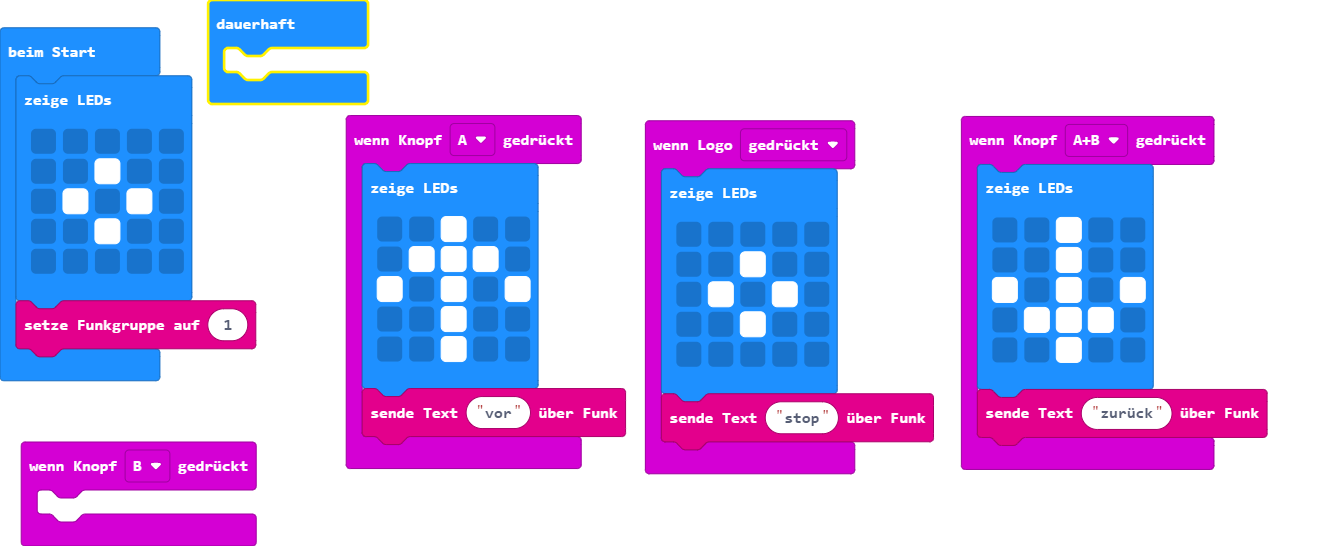 dauerhaft
beim Start
zeige LEDs
setze Funkgruppe auf 1
wenn Knopf A gedrückt
zeige LEDs
sende Text "vor" über Funk
wenn Logo gedrückt
zeige LEDs
sende Text "stop" über Funk
wenn Knopf A+B gedrückt
zeige LEDs
sende Text "zurück" über Funk
wenn Knopf B gedrückt